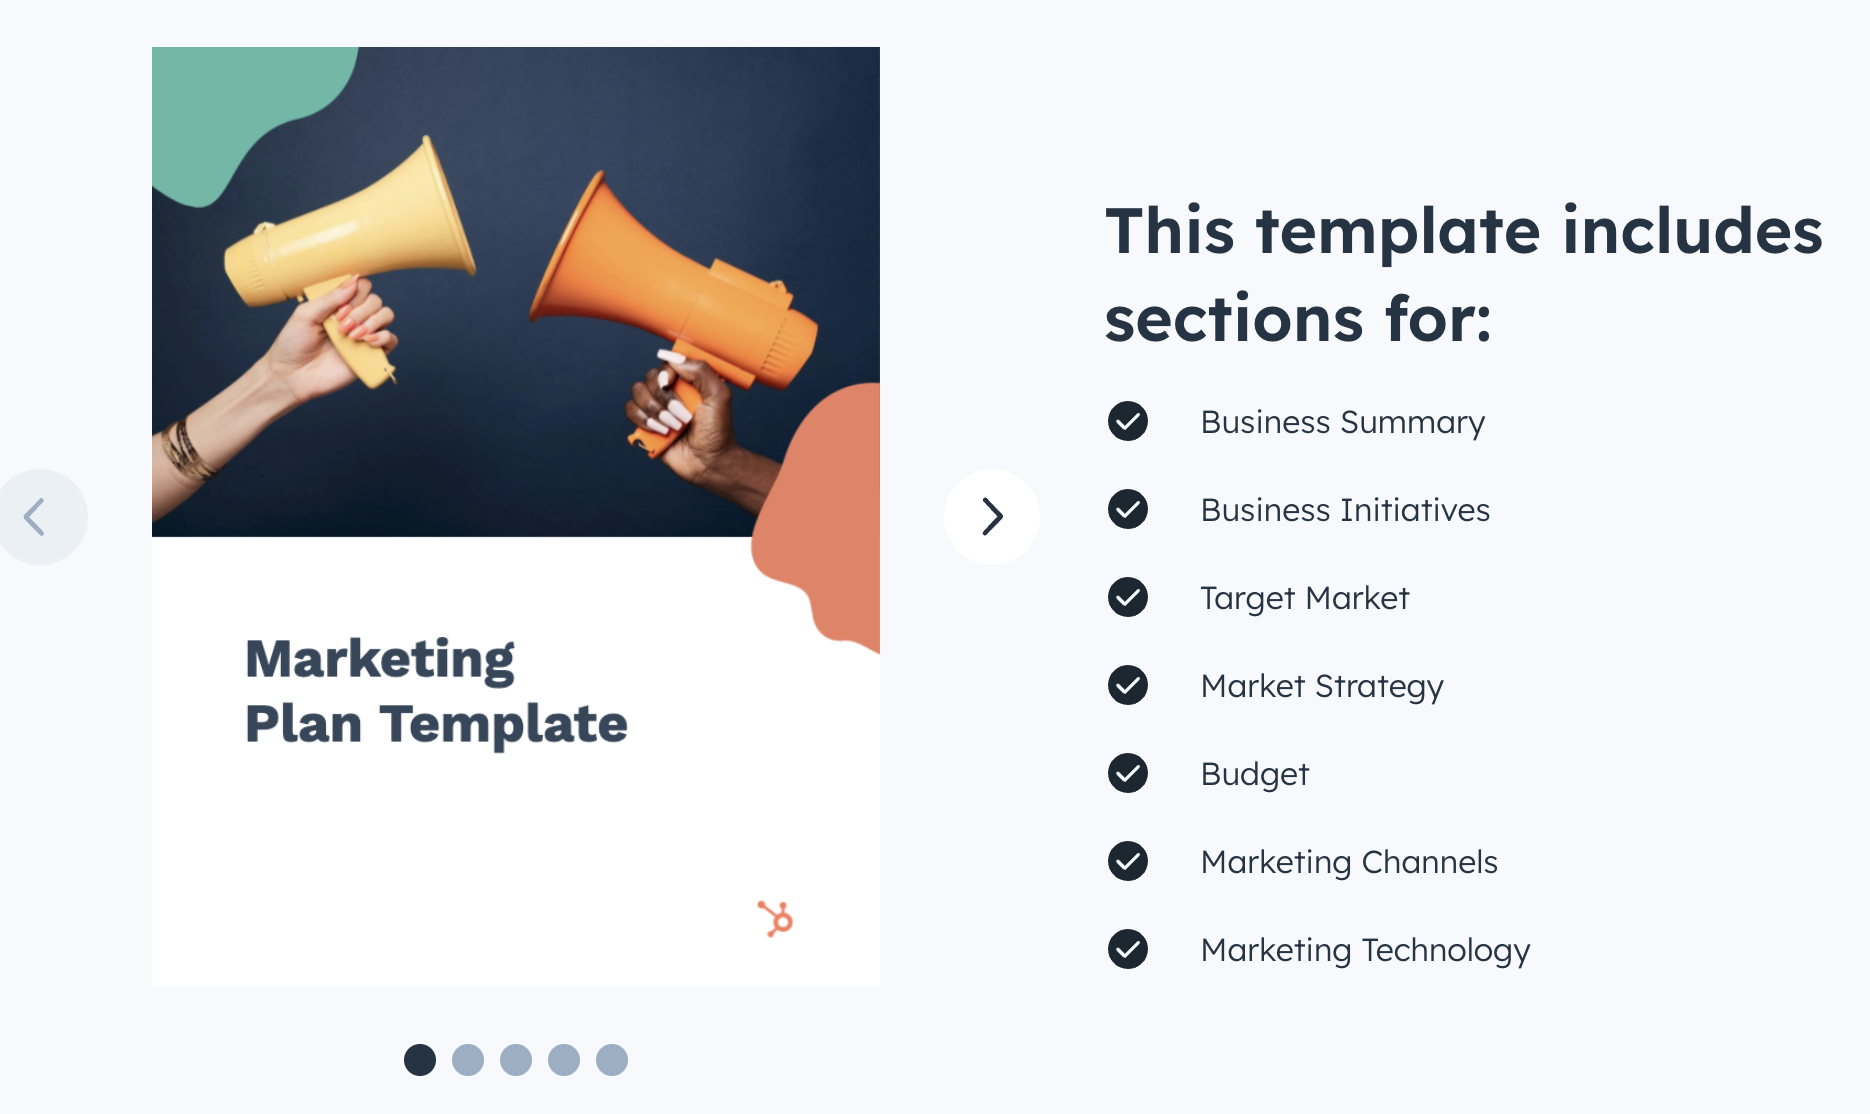 Marketing
Plan Template
This template includes
sections for:
Business Summary
Business Initiatives
Target Market
Market Strategy
Budget
Marketing Channels
Marketing Technology